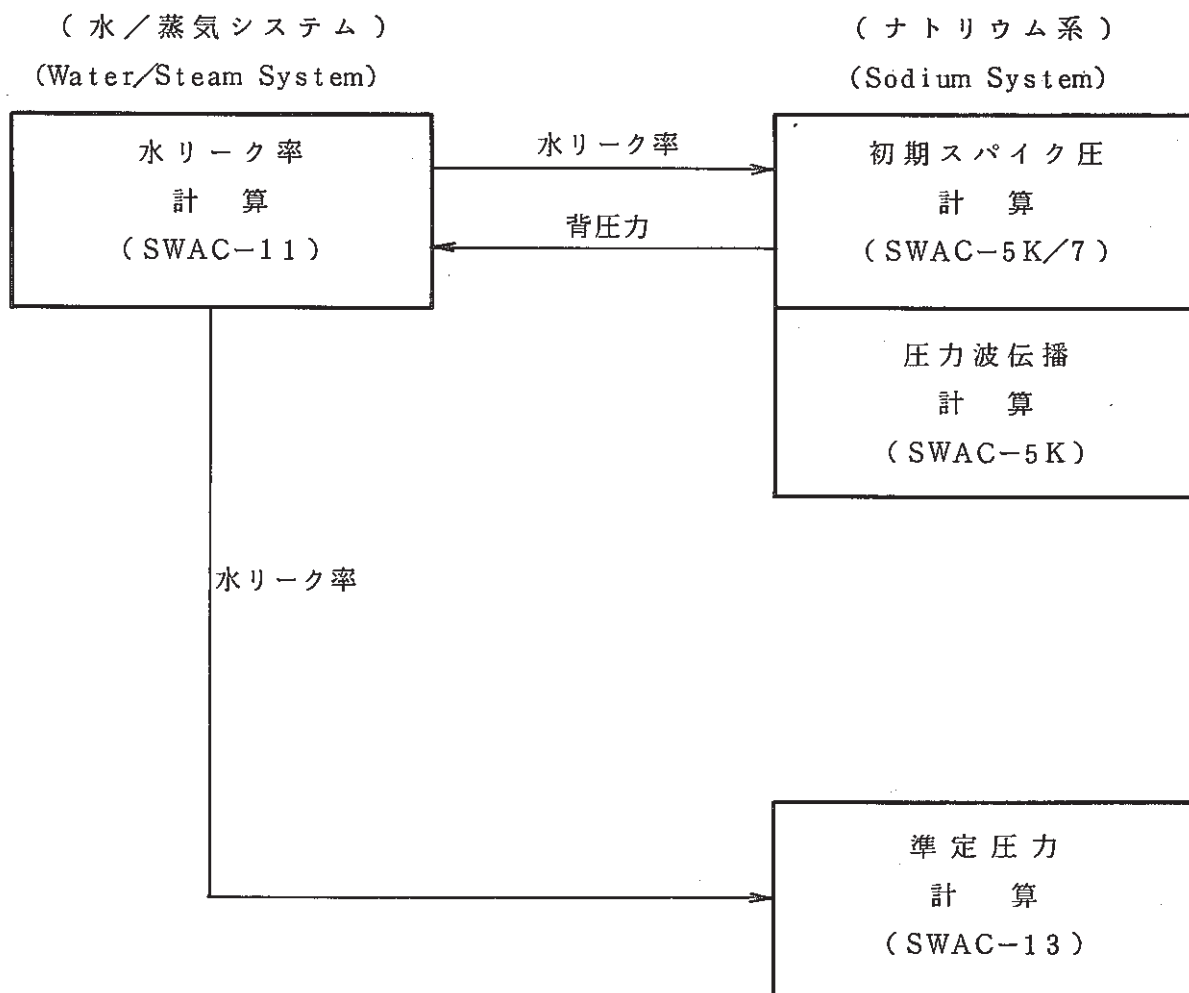 (水/蒸気システム)
(Water/Steam System)
水リーク率
計 算
(SWAC-11)
水リーク率
背圧力
(ナトリウム系)
(Sodium System)
初期スパイク圧
計 算
(SWAC-5K/7)
圧力波伝播
計 算
(SWAC-5K)
水リーク率
準定圧力
計 算
(SWAC-13)